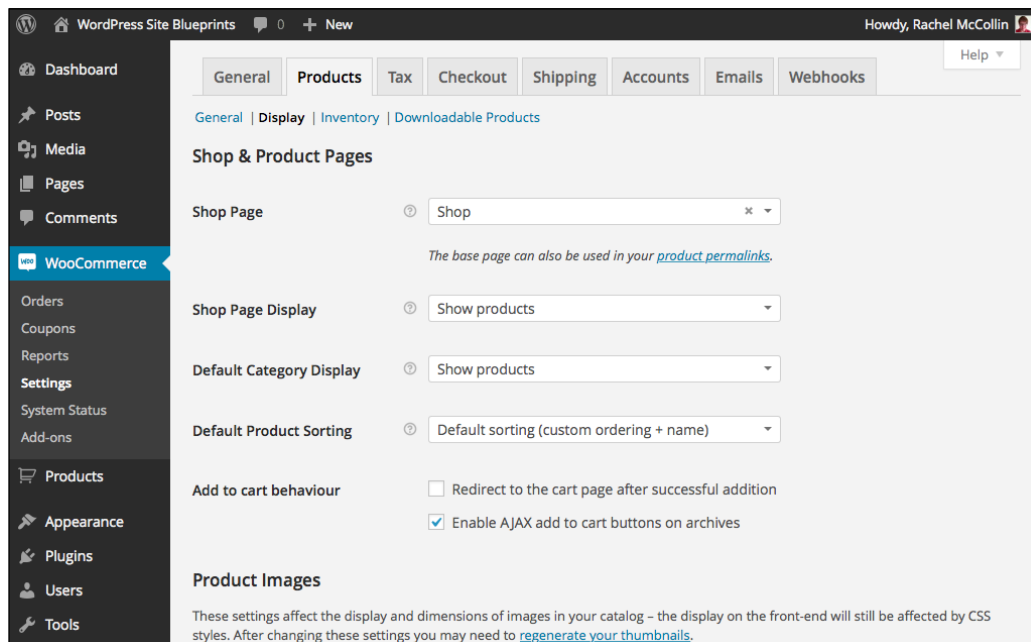 WordPress Site Blueprints 0 + New Howdy, Rachel McCollin
Help
Dashboard
Posts
Media
Pages
Comments
WOO WooCommerce
Orders
Coupons
Reports
Settings
System Status
Add-ons
Products
Appearance
Plugins
Users
Tools
General Products Tax Checkout Shipping Accounts Emails Webhooks
General | Display | Inventory | Downloadable Products
Shop & Product Pages
Shop Page ? Shop ×
The base page can also be used in your product permalinks.
Shop Page Display ? Show products
Default Category Display ? Show products
Default Product Sorting ? Default sorting (custom ordering + name)
Add to cart behaviour Redirect to the cart page after successful addition
Enable AJAX add to cart buttons on archives
Product Images
These settings affect the display and dimensions of images in your catalog – the display on the front-end will still be affected by CSS
styles. After changing these settings you may need to regenerate your thumbnails.